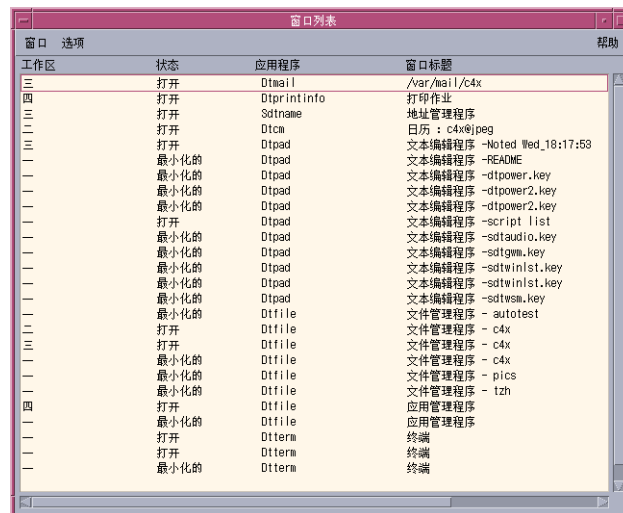 窗口列表
窗口 选项 帮助
工作区 状态 应用程序 窗口标题
三 打开 Dtmail /var/mail/c4x
四 打开 Dtprintinfo 打印作业
三 打开 Sdtname 地址管理程序
二 打开 Dtcm 日历 : c4x@jpeg
三 打开 Dtpad 文本编辑程序 -Noted Wed_18:17:53
一 最小化的 Dtpad 文本编辑程序 -README
一 最小化的 Dtpad 文本编辑程序 -dtpower.key
一 最小化的 Dtpad 文本编辑程序 -dtpower2.key
一 最小化的 Dtpad 文本编辑程序 -dtpower2.key
一 打开 Dtpad 文本编辑程序 -script list
一 最小化的 Dtpad 文本编辑程序 -sdtaudio.key
一 最小化的 Dtpad 文本编辑程序 -sdtgwm.key
一 最小化的 Dtpad 文本编辑程序 -sdtwinlst.key
一 最小化的 Dtpad 文本编辑程序 -sdtwinlst.key
一 最小化的 Dtpad 文本编辑程序 -sdtwsm.key
一 最小化的 Dtfile 文件管理程序 - autotest
二 打开 Dtfile 文件管理程序 - c4x
三 打开 Dtfile 文件管理程序 - c4x
一 最小化的 Dtfile 文件管理程序 - c4x
一 最小化的 Dtfile 文件管理程序 - pics
一 最小化的 Dtfile 文件管理程序 - tzh
四 打开 Dtfile 应用管理程序
一 最小化的 Dtfile 应用管理程序
一 打开 Dtterm 终端
一 打开 Dtterm 终端
一 最小化的 Dtterm 终端